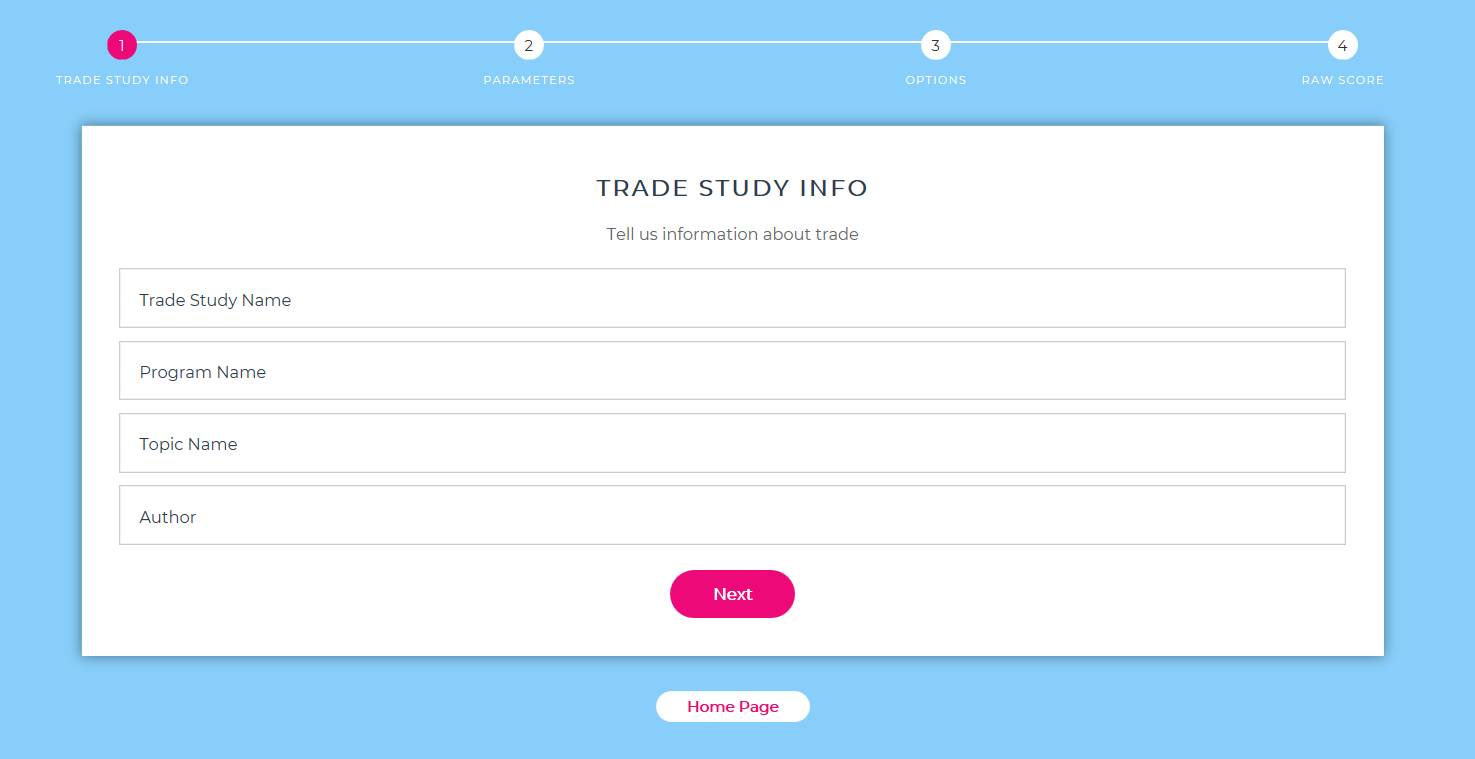 1 2 3 4
TRADE STUDY INFO PARAMETERS OPTIONS RAW SCORE
TRADE STUDY INFO
Tell us information about trade
Trade Study Name
Program Name
Topic Name
Author
Next
Home Page